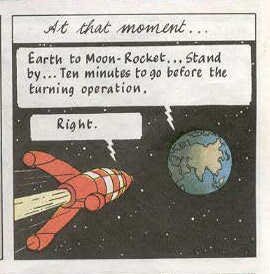 At that moment...
Earth to Moon-Rocket... Stand
by... Ten minutes to go before the
turning operation.
Right.